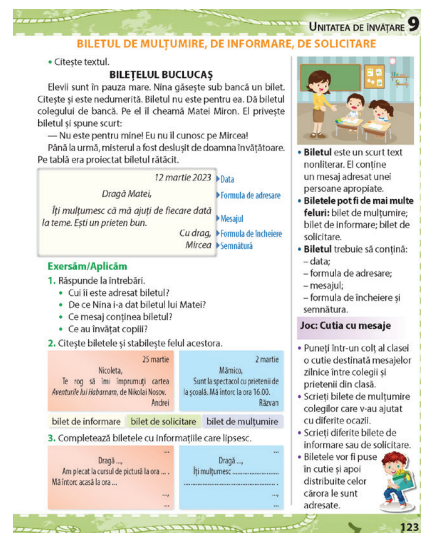 UNITATEA DE ÎNVĂȚARE 9
BILETUL DE MULȚUMIRE, DE INFORMARE, DE SOLICITARE
• Citește textul.
BILEȚELUL BUCLUCAȘ
Elevii sunt în pauza mare. Nina găsește sub bancă un bilet.
Citește și este nedumerită. Biletul nu este pentru ea. Dă biletul
colegului de bancă. Pe el îl cheamă Matei Miron. El privește
biletul și spune scurt:
— Nu este pentru mine! Eu nu îl cunosc pe Mircea!
Până la urmă, misterul a fost deslușit de doamna învățătoare.
Pe tablă era proiectat biletul rătăcit.
12 martie 2023
Data
Dragă Matei,
Formula de adresare
Îți mulțumesc că mă ajuți de fiecare dată
Mesajul
la teme. Ești un prieten bun.
Cu drag,
Formula de încheiere
Mircea
Semnătură
Exersăm/Aplicăm
1. Răspunde la întrebări.
• Cui îi este adresat biletul?
• De ce Nina i-a dat biletul lui Matei?
• Ce mesaj conținea biletul?
• Ce au învățat copiii?
2. Citește biletele și stabilește felul acestora.
25 martie
Nicoleta,
Te rog să îmi împrumuți cartea
Aventurile lui Habarnam, de Nikolai Nosov.
Andrei
2 martie
Mămico,
Sunt la spectacol cu prietenii de
la școală. Mă întorc la ora 16.00.
Răzvan
bilet de informare
bilet de solicitare
bilet de mulțumire
3. Completează biletele cu informațiile care lipsesc.
...
Dragă ...,
Am plecat la cursul de pictură la ora ... .
Mă întorc acasă la ora ...
...,
...
...
Dragă ...,
Îți mulțumesc ..............................
..................................................
...,
...
• Biletul este un scurt text
nonliterar. El conține
un mesaj adresat unei
persoane apropiate.
• Biletele pot fi de mai multe
feluri: bilet de mulțumire;
bilet de informare; bilet de
solicitare.
• Biletul trebuie să conțină:
– data;
– formula de adresare;
– mesajul;
– formula de încheiere și
semnătura.
Joc: Cutia cu mesaje
• Puneți într-un colț al clasei
o cutie destinată mesajelor
zilnice între colegii și
prietenii din clasă.
• Scrieți bilete de mulțumire
colegilor care v-au ajutat
cu diferite ocazii.
• Scrieți diferite bilete de
informare sau de solicitare.
• Biletele vor fi puse
în cutie și apoi
distribuite celor
cărora le sunt
adresate.
123